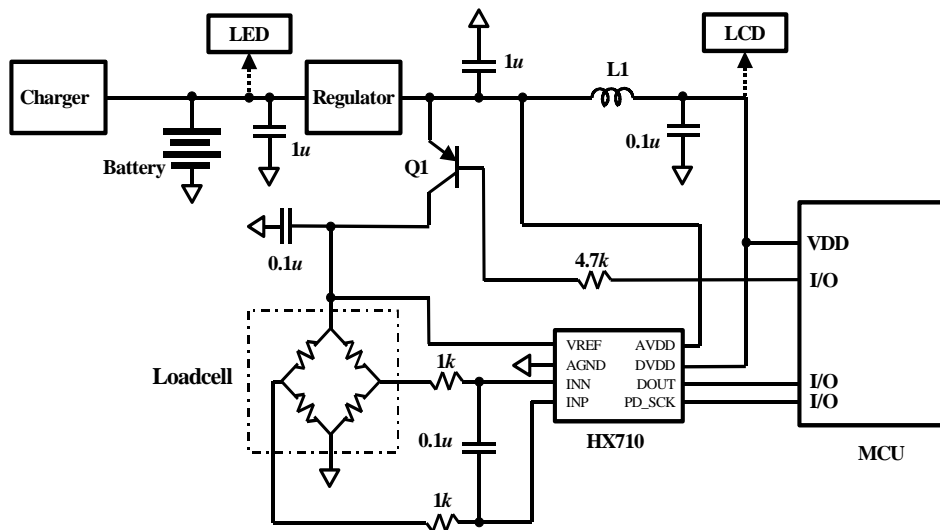 LED
LCD
1u
L1
Charger
Regulator
0.1u
1u
Battery
Q1
VDD
0.1u
4.7k
I/O
VREF AVDD
1k
AGND DVDD
Loadcell
INN DOUT
I/O
INP PD_SCK
I/O
0.1u
HX710
MCU
1k